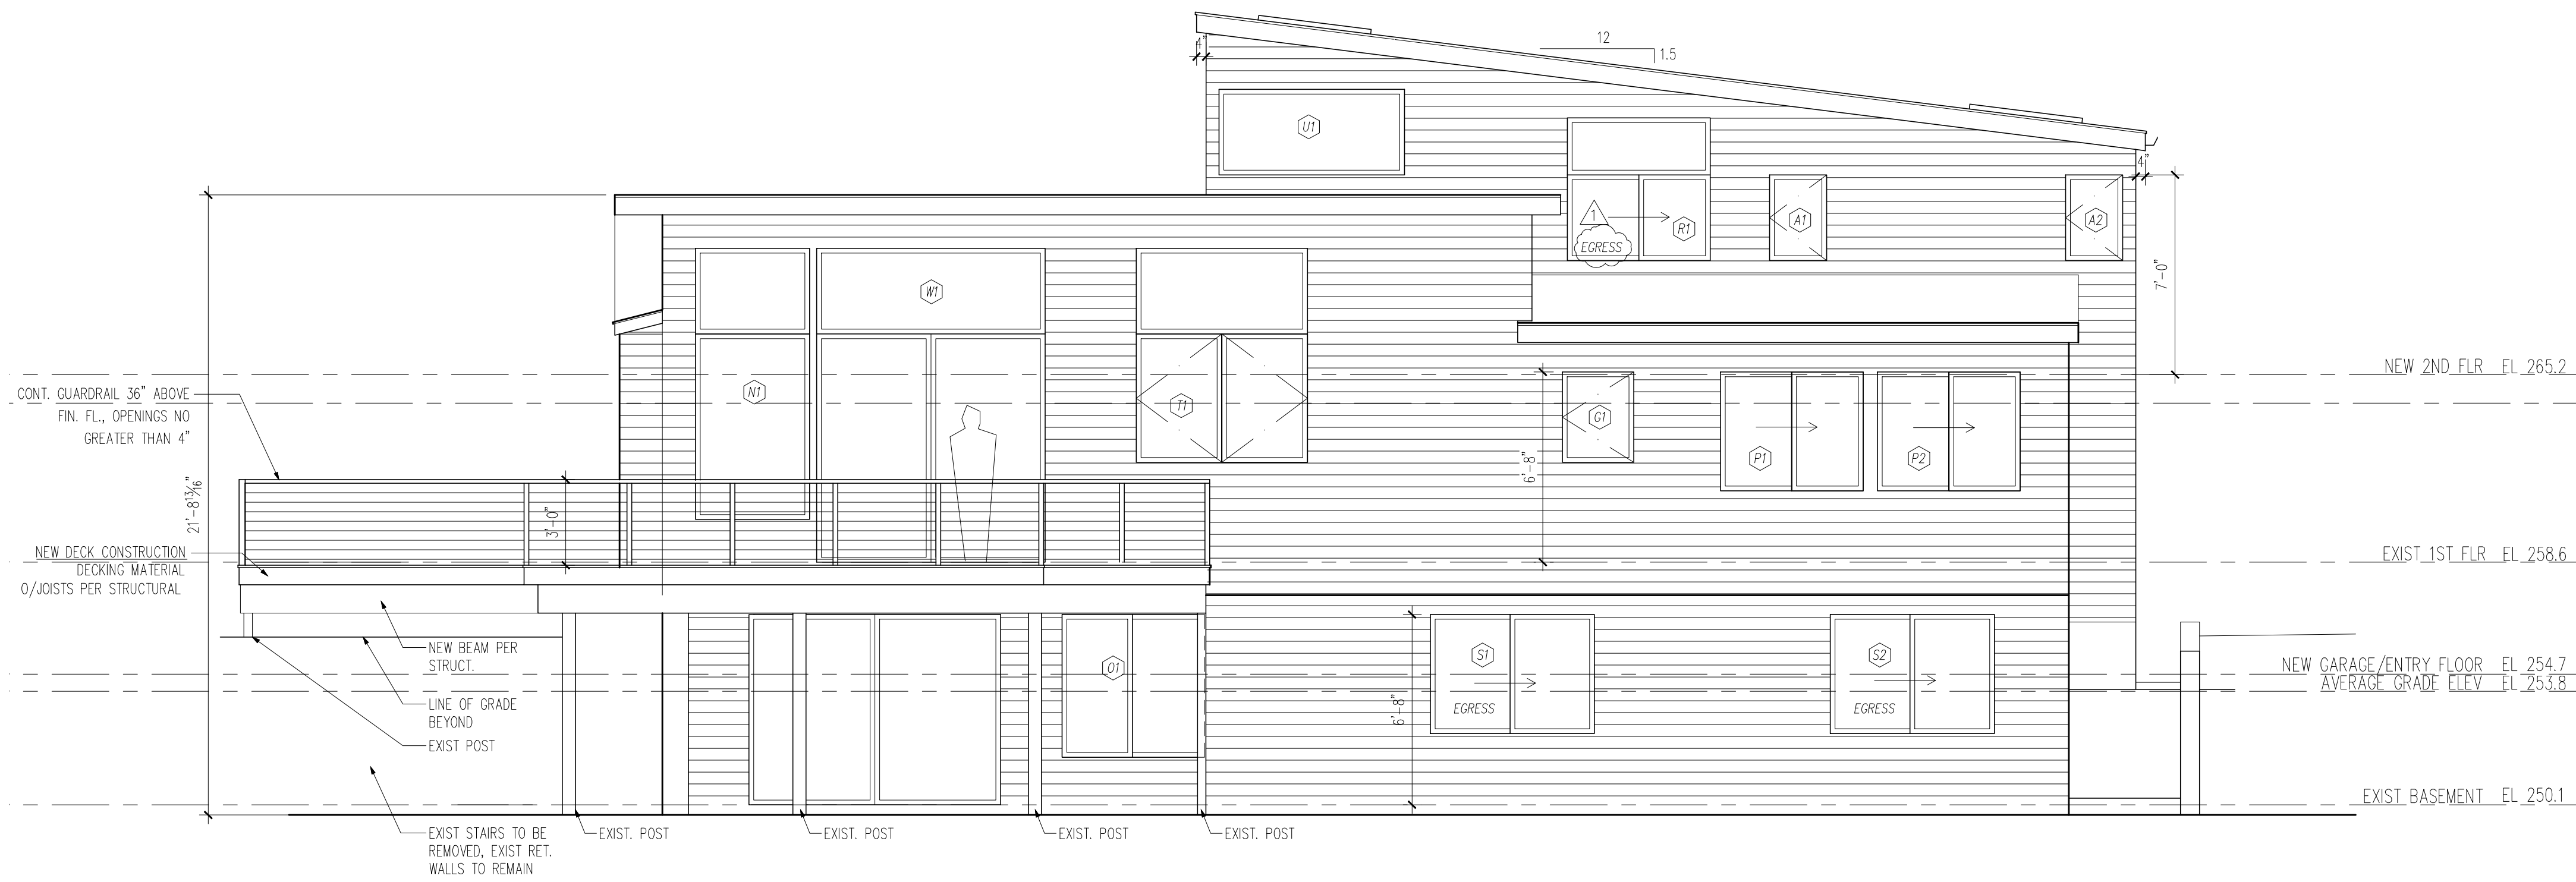 12
1.5
4"
U1
4"
1
EGRESS
R1
A1
A2
7'-0"
W1
N1
T1
G1
P1
P2
6'-8"
NEW 2ND FLR EL 265.2
CONT. GUARDRAIL 36" ABOVE
FIN. FL., OPENINGS NO
GREATER THAN 4"
21'-8 13/16"
3'-0"
NEW DECK CONSTRUCTION
DECKING MATERIAL
O/JOISTS PER STRUCTURAL
EXIST 1ST FLR EL 258.6
NEW BEAM PER
STRUCT.
LINE OF GRADE
BEYOND
EXIST POST
O1
S1
EGRESS
S2
EGRESS
6'-8"
NEW GARAGE/ENTRY FLOOR EL 254.7
AVERAGE GRADE ELEV EL 253.8
EXIST BASEMENT EL 250.1
EXIST STAIRS TO BE
REMOVED, EXIST RET.
WALLS TO REMAIN
EXIST. POST
EXIST. POST
EXIST. POST
EXIST. POST